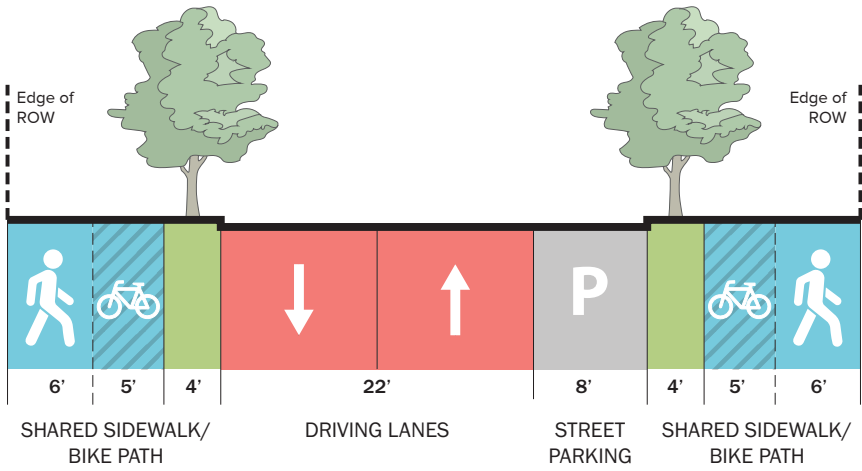 Edge of
ROW
Edge of
ROW
P
6’ 5’ 4’ 22’ 8’ 4’ 5’ 6’
SHARED SIDEWALK/
BIKE PATH
DRIVING LANES
STREET
PARKING
SHARED SIDEWALK/
BIKE PATH